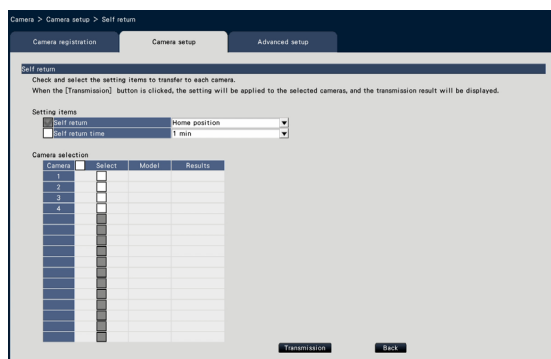 Camera > Camera setup > Self return
Camera registration Camera setup Advanced setup
Self return
Check and select the setting items to transfer to each camera.
When the [Transmission] button is clicked, the setting will be applied to the selected cameras, and the transmission result will be displayed.
Setting items
Self return Home position
Self return time 1 min
Camera selection
Camera Select Model Results
1
2
3
4
Transmission Back